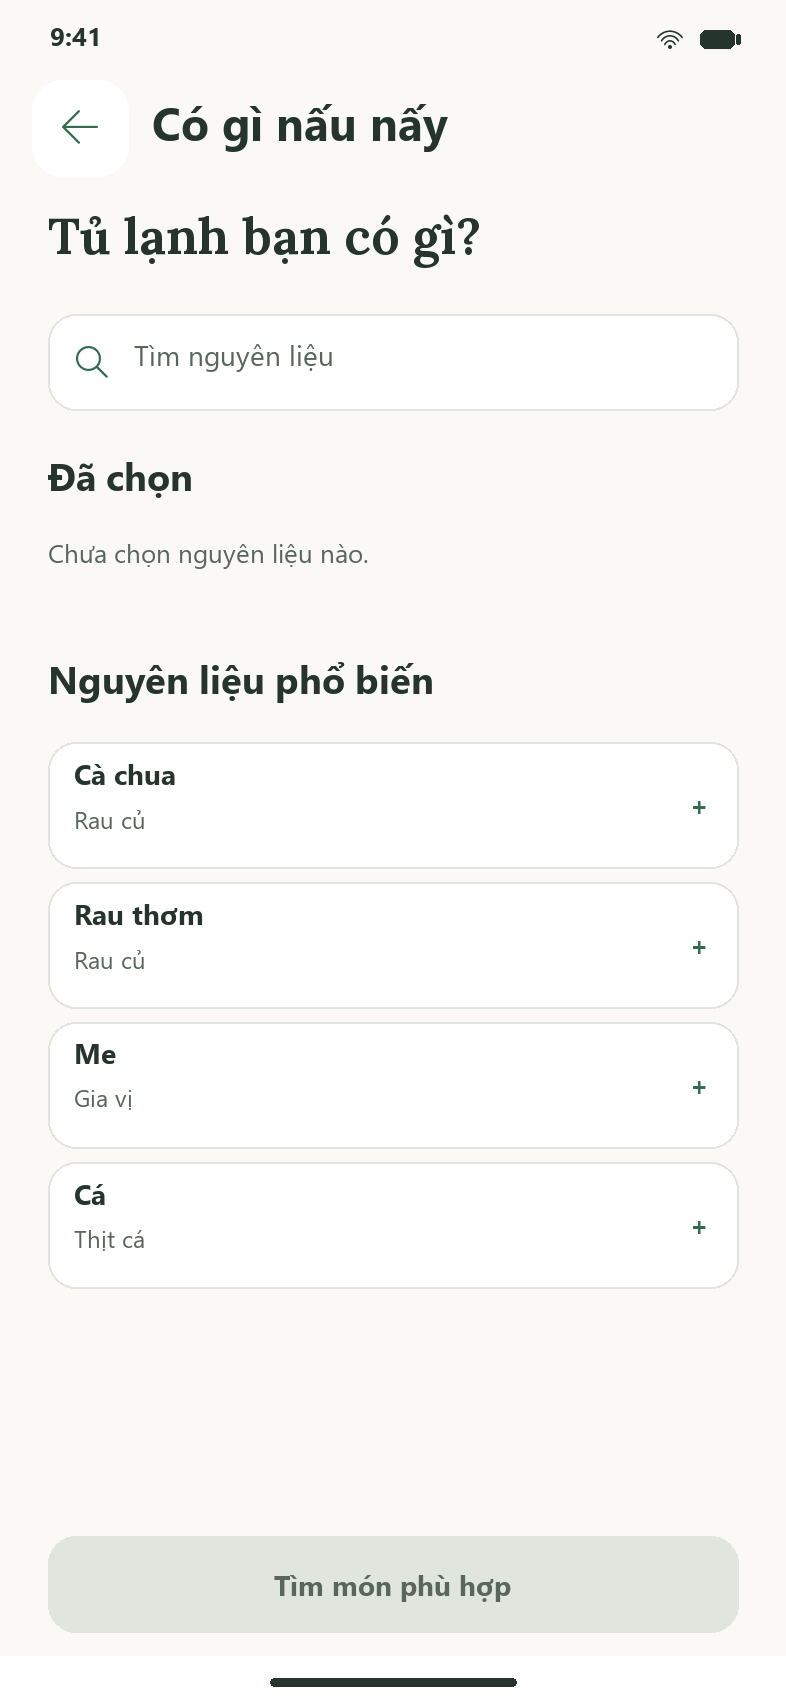 9:41
Có gì nấu nấy
Tủ lạnh bạn có gì?
Tìm nguyên liệu
Đã chọn
Chưa chọn nguyên liệu nào.
Nguyên liệu phổ biến
Cà chua
Rau củ
+
Rau thơm
Rau củ
+
Me
Gia vị
+
Cá
Thịt cá
+
Tìm món phù hợp